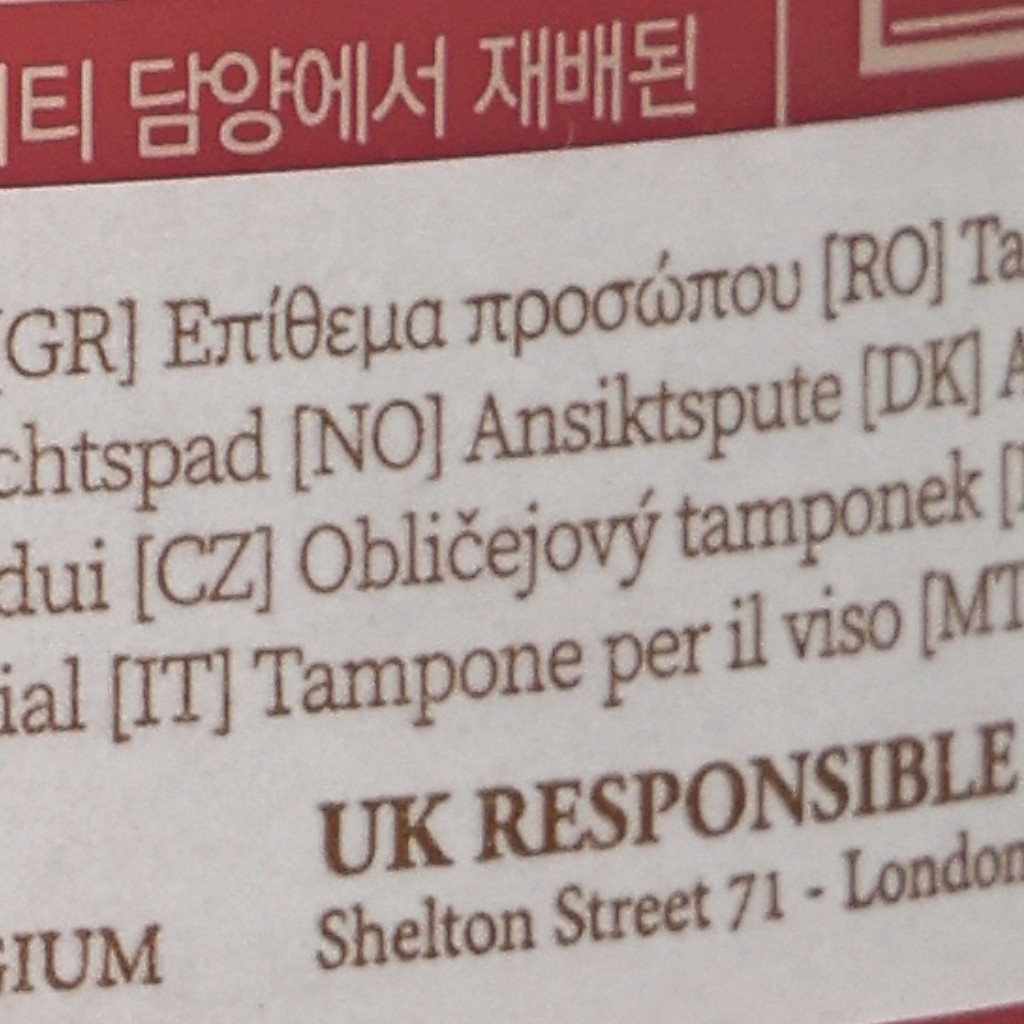 티 담양에서 재배된
[GR] Επίθεμα προσώπου [RO] Ta
chtspad [NO] Ansiktspute [DK] A
dui [CZ] Obličejový tamponek [
ial [IT] Tampone per il viso [MT
UK RESPONSIBLE
Shelton Street 71 - London
GIUM